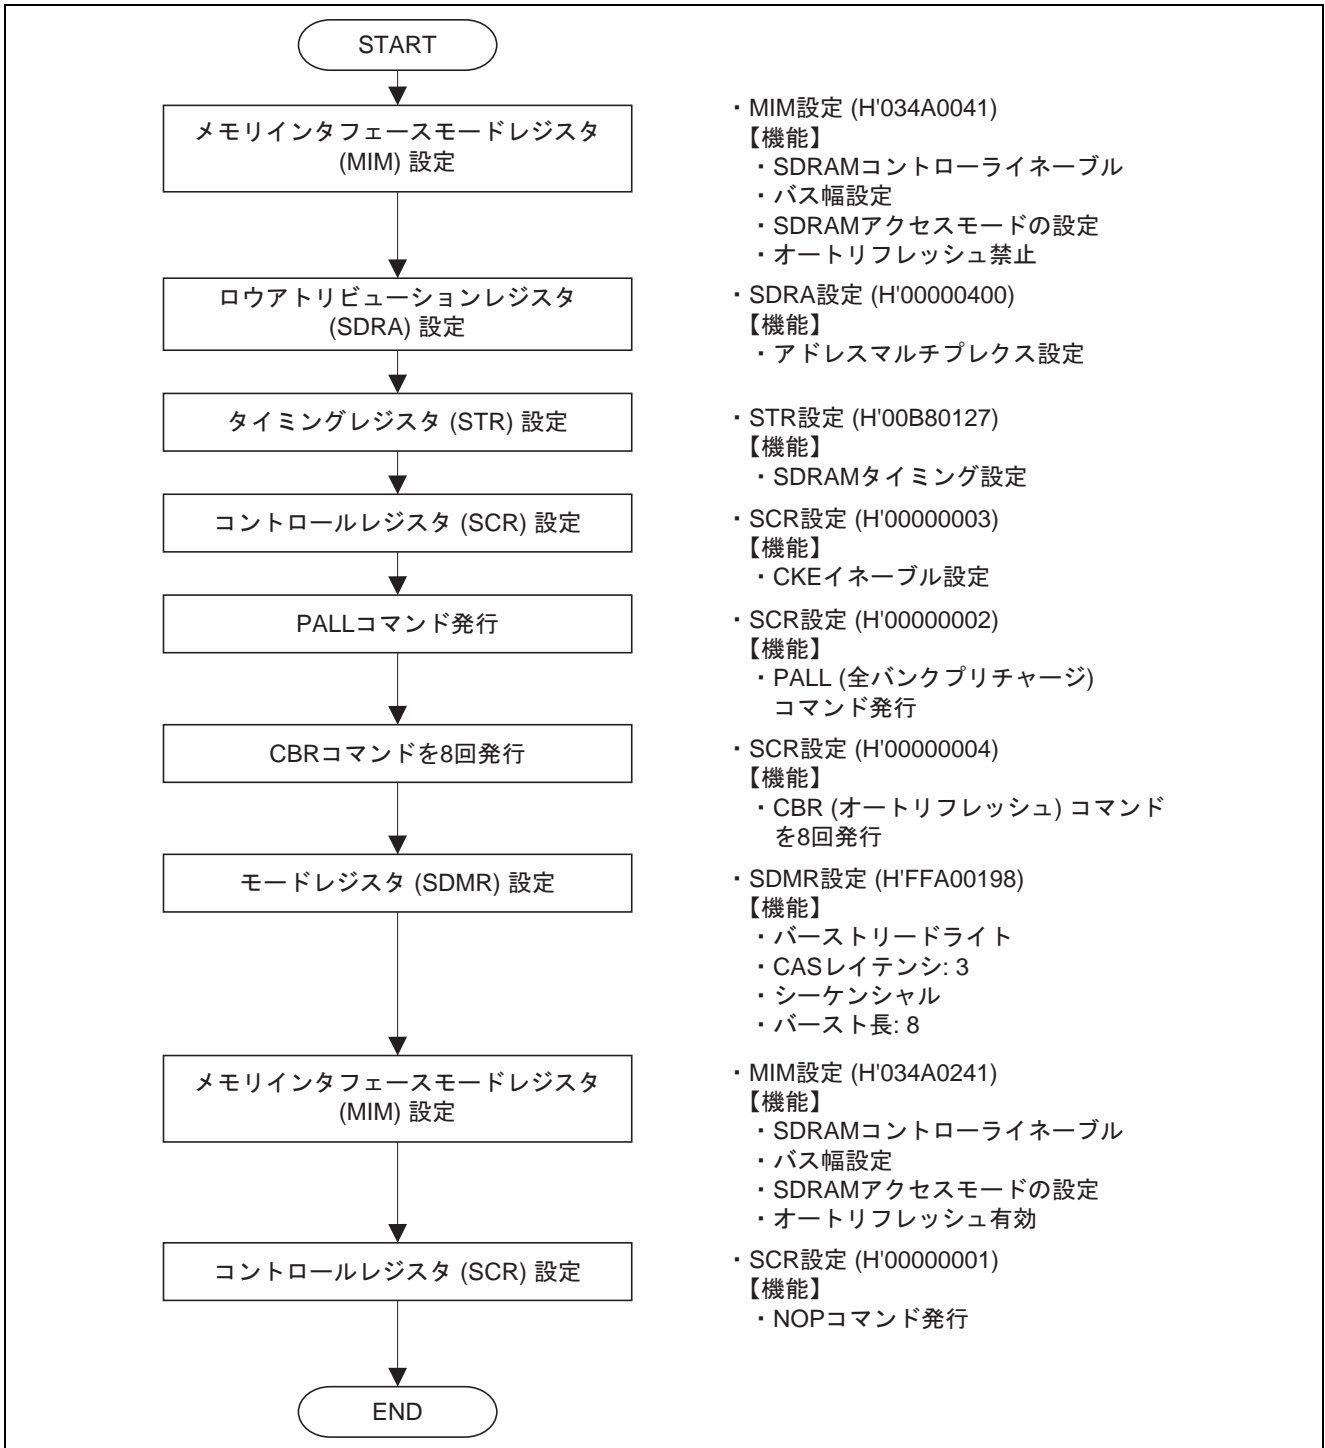 START
メモリインタフェースモードレジスタ
(MIM) 設定
・MIM設定 (H'034A0041)
【機能】
・SDRAMコントローライネーブル
・バス幅設定
・SDRAMアクセスモードの設定
・オートリフレッシュ禁止
ロウアトリビューションレジスタ
(SDRA) 設定
・SDRA設定 (H'00000400)
【機能】
・アドレスマルチプレクス設定
タイミングレジスタ (STR) 設定
・STR設定 (H'00B80127)
【機能】
・SDRAMタイミング設定
コントロールレジスタ (SCR) 設定
・SCR設定 (H'00000003)
【機能】
・CKEイネーブル設定
PALLコマンド発行
・SCR設定 (H'00000002)
【機能】
・PALL (全バンクプリチャージ)
コマンド発行
CBRコマンドを8回発行
・SCR設定 (H'00000004)
【機能】
・CBR (オートリフレッシュ) コマンド
を8回発行
モードレジスタ (SDMR) 設定
・SDMR設定 (H'FFA00198)
【機能】
・バーストリードライト
・CASレイテンシ: 3
・シーケンシャル
・バースト長: 8
メモリインタフェースモードレジスタ
(MIM) 設定
・MIM設定 (H'034A0241)
【機能】
・SDRAMコントローライネーブル
・バス幅設定
・SDRAMアクセスモードの設定
・オートリフレッシュ有効
コントロールレジスタ (SCR) 設定
・SCR設定 (H'00000001)
【機能】
・NOPコマンド発行
END